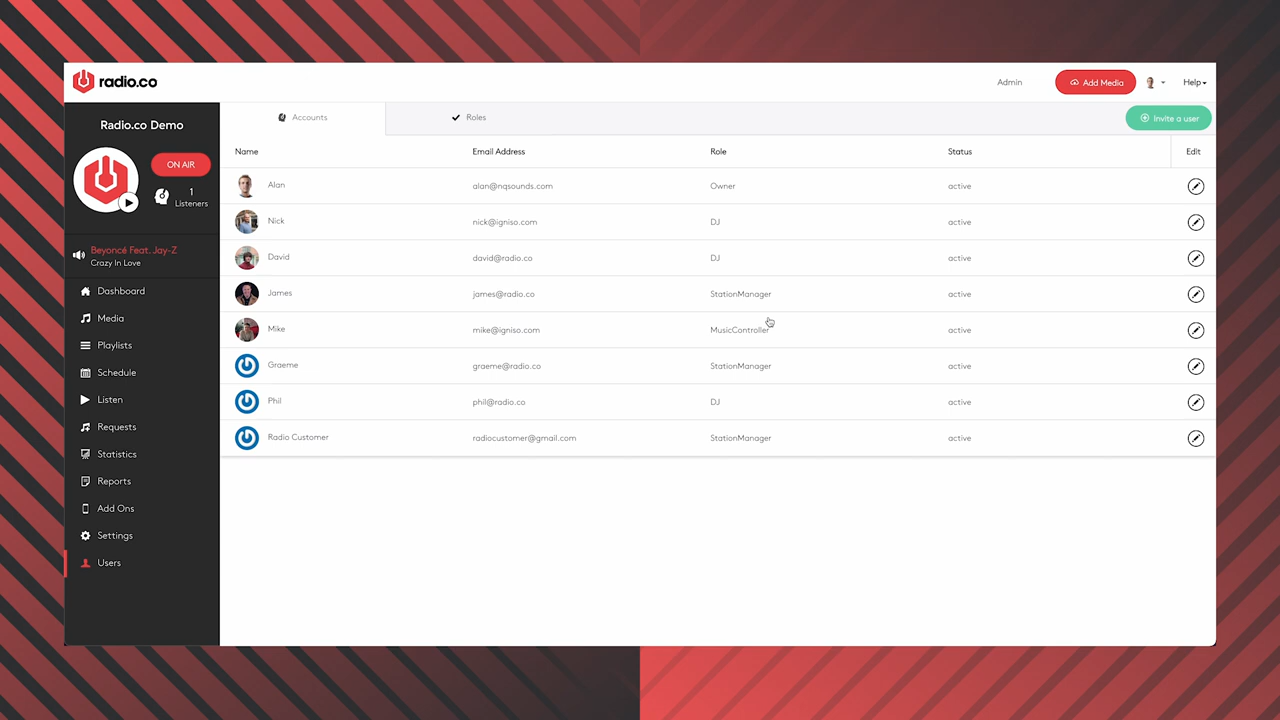 radio.co
Admin
Add Media
Help
Radio.co Demo
ON AIR
1
Listeners
Beyoncé Feat. Jay-Z
Crazy In Love
Dashboard
Media
Playlists
Schedule
Listen
Requests
Statistics
Reports
Add Ons
Settings
Users
Accounts
Roles
Invite a user
Name Email Address Role Status Edit
Alan alan@nqsounds.com Owner active
Nick nick@igniso.com DJ active
David david@radio.co DJ active
James james@radio.co StationManager active
Mike mike@igniso.com MusicController active
Graeme graeme@radio.co StationManager active
Phil phil@radio.co DJ active
Radio Customer radiocustomer@gmail.com StationManager active